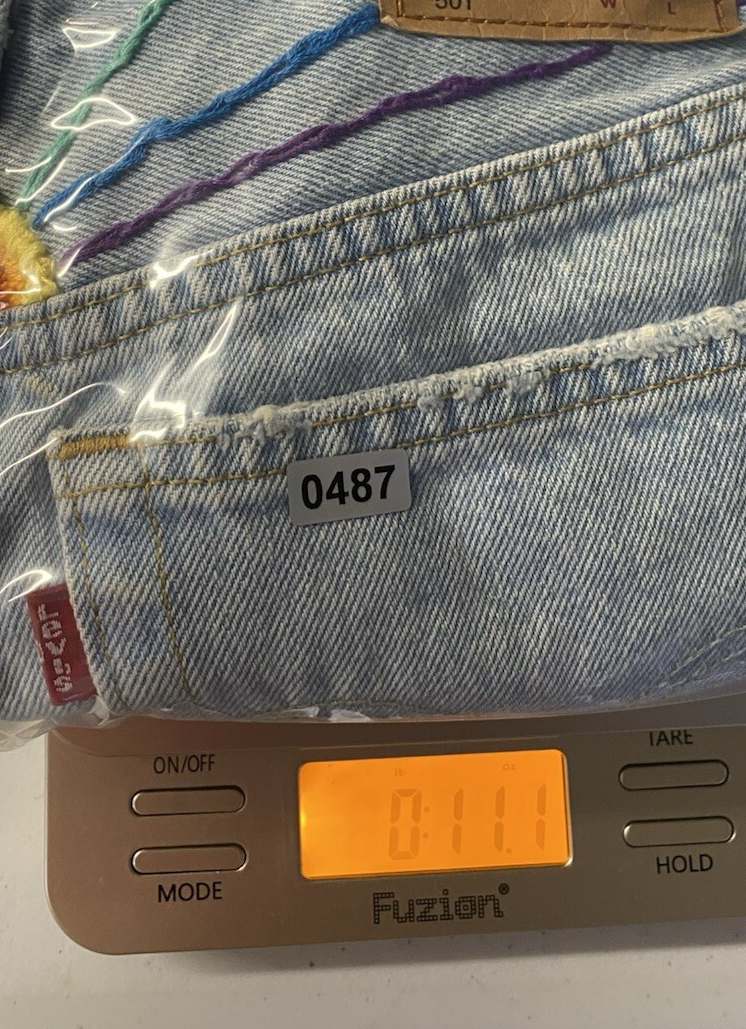 501
W L
0487
Levi's
ON/OFF
MODE
lb oz
0:11.1
TARE
HOLD
Fuzion®